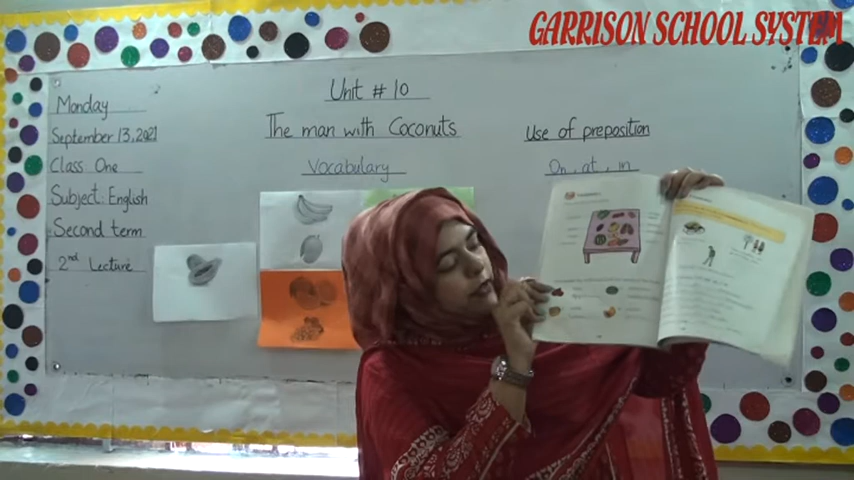 GARRISON SCHOOL SYSTEM
Monday
September 13, 2021
Class One
Subject: English
Second term
2nd Lecture
Unit # 10
The man with Coconuts
Vocabulary
Use of preposition
On, at, in